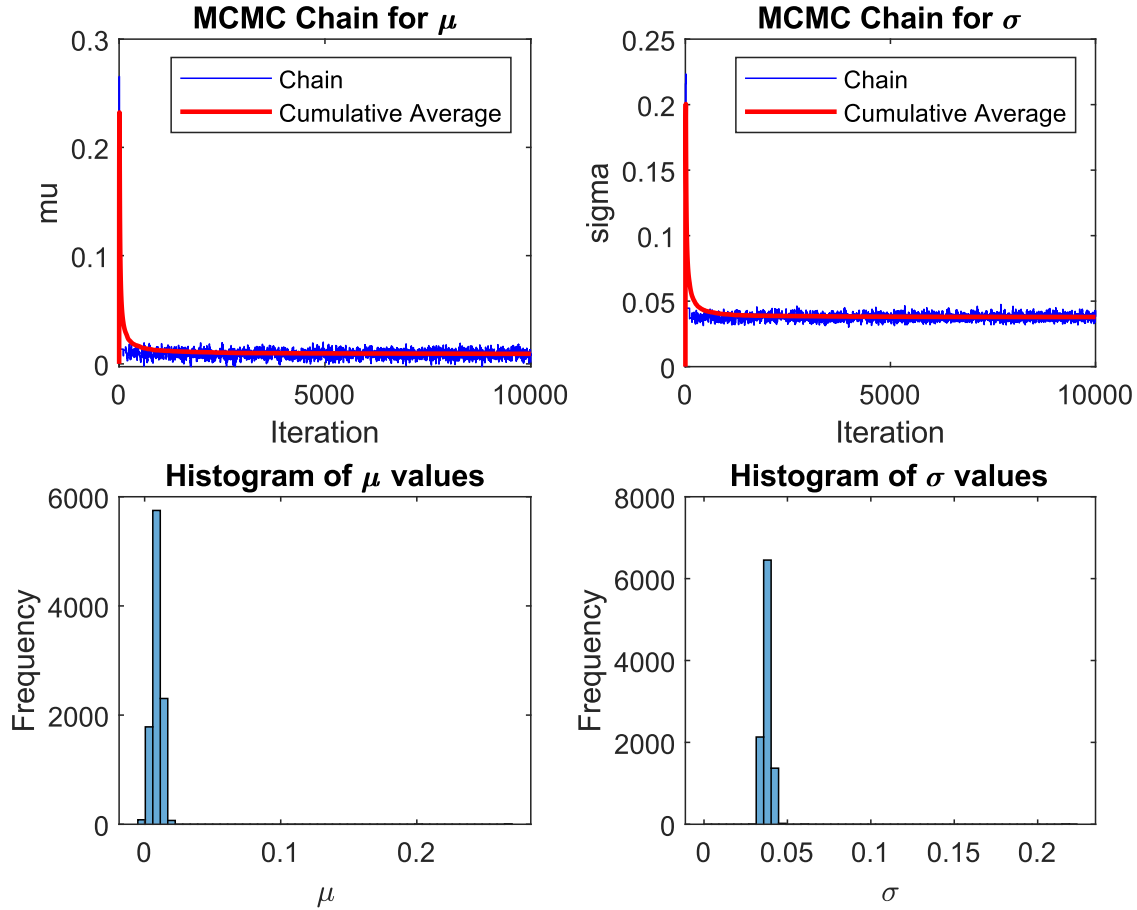 MCMC Chain for μ
0.3
0.2
0.1
0
mu
Chain
Cumulative Average
0
5000
10000
Iteration
MCMC Chain for σ
0.25
0.2
0.15
0.1
0.05
0
sigma
Chain
Cumulative Average
0
5000
10000
Iteration
Histogram of μ values
6000
4000
2000
0
Frequency
0
0.1
0.2
μ
Histogram of σ values
8000
6000
4000
2000
0
Frequency
0
0.05
0.1
0.15
0.2
σ